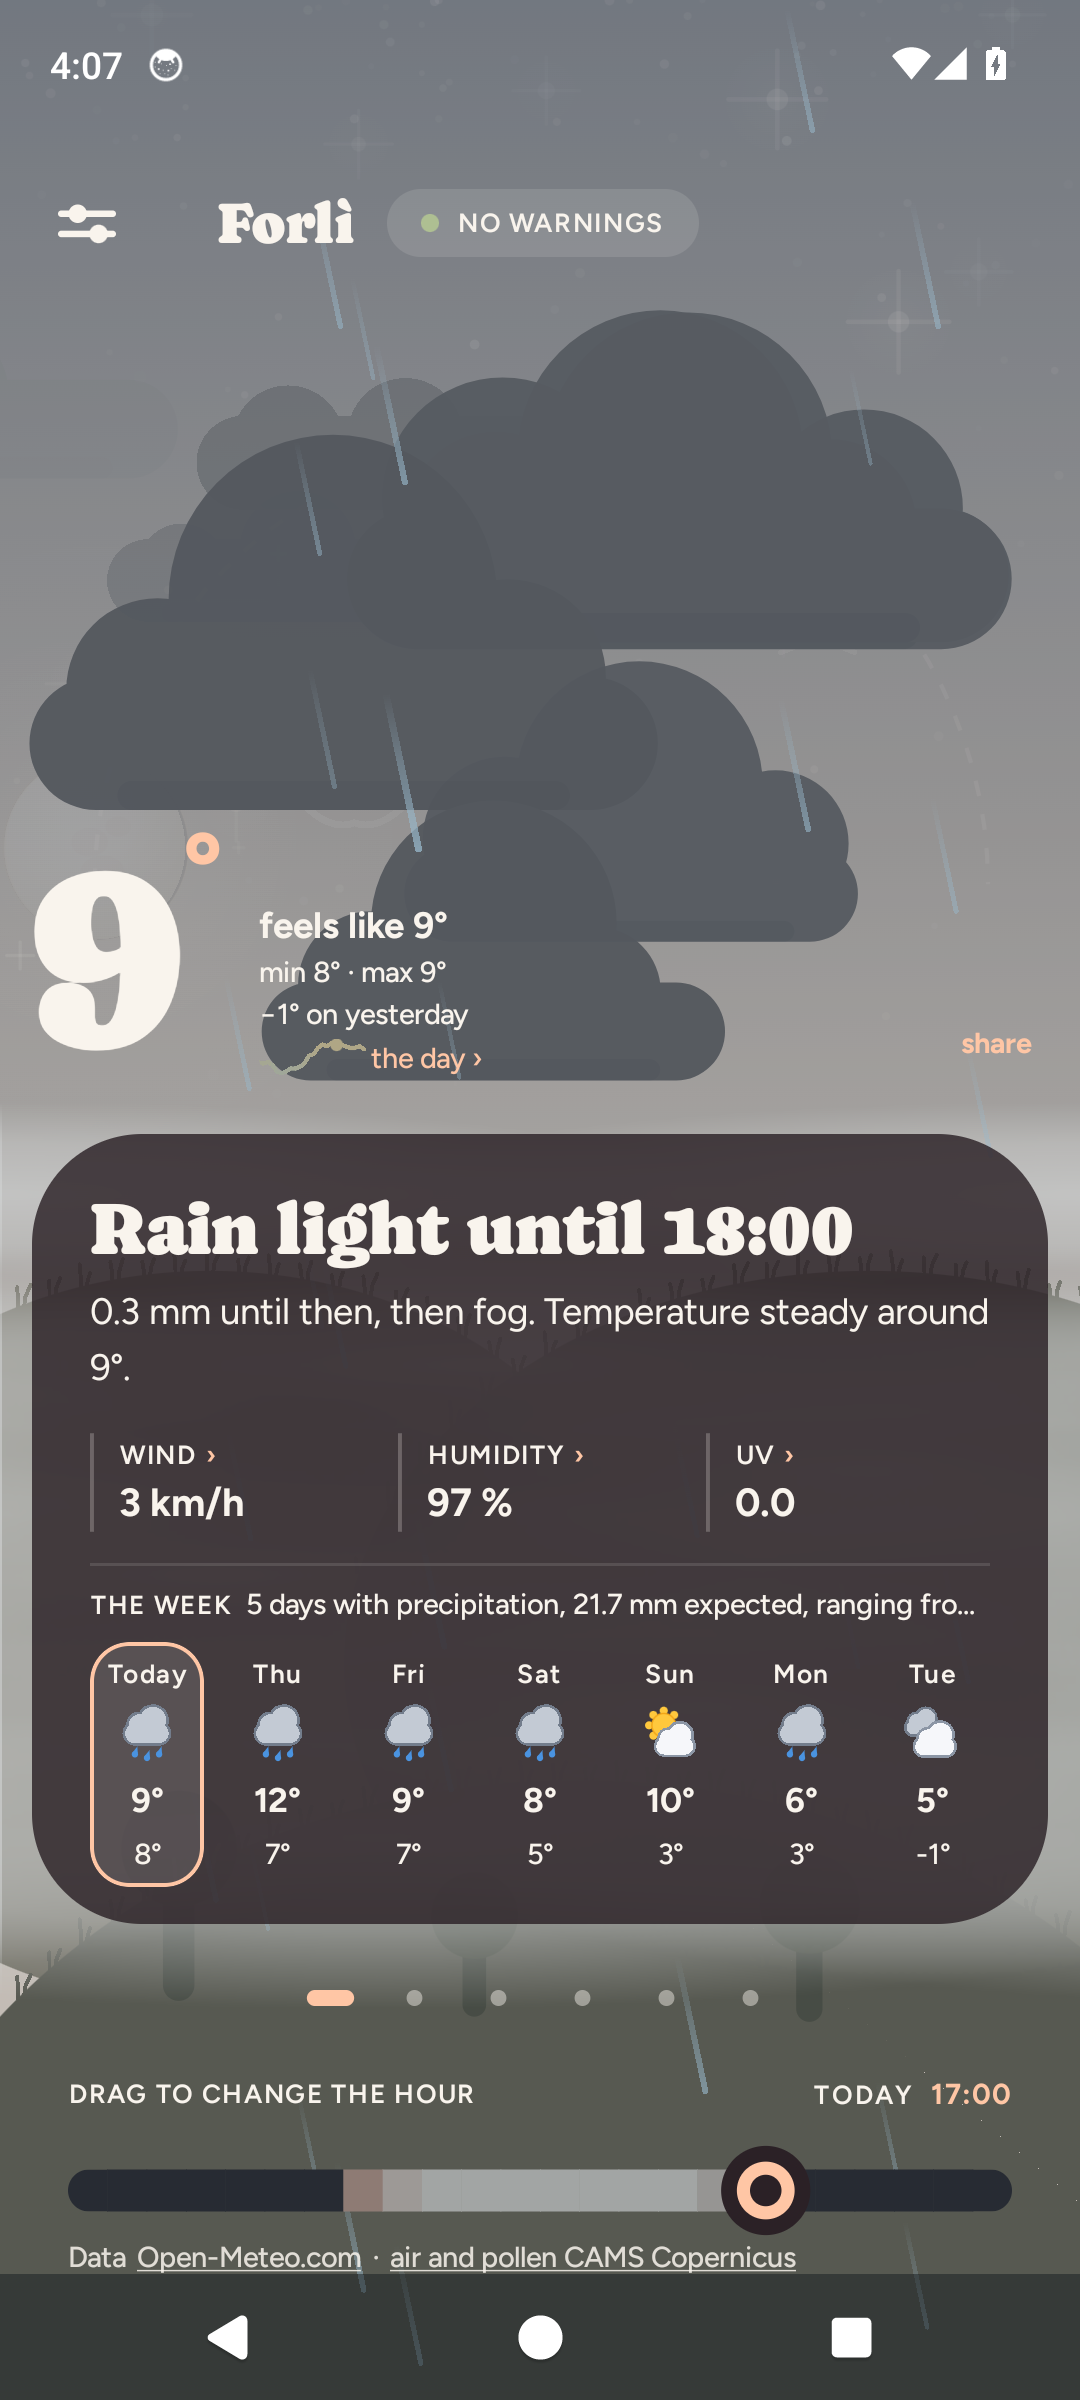 4:07
Forlì
NO WARNINGS
9°
feels like 9°
min 8° · max 9°
−1° on yesterday
the day ›
share
Rain light until 18:00
0.3 mm until then, then fog. Temperature steady around
9°.
WIND › HUMIDITY › UV ›
3 km/h 97 % 0.0
THE WEEK 5 days with precipitation, 21.7 mm expected, ranging fro...
Today Thu Fri Sat Sun Mon Tue
9° 12° 9° 8° 10° 6° 5°
8° 7° 7° 5° 3° 3° -1°
DRAG TO CHANGE THE HOUR TODAY 17:00
Data Open-Meteo.com · air and pollen CAMS Copernicus